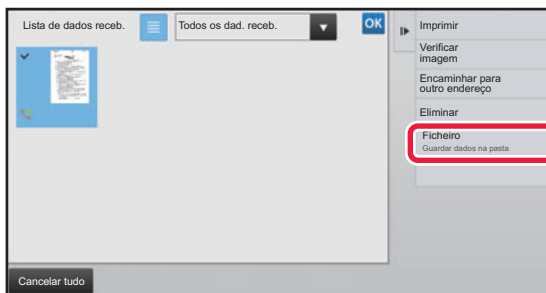 Lista de dados receb.
Todos os dad. receb.
OK
Imprimir
Verificar
imagem
Encaminhar para
outro endereço
Eliminar
Ficheiro
Guardar dados na pasta
Cancelar tudo